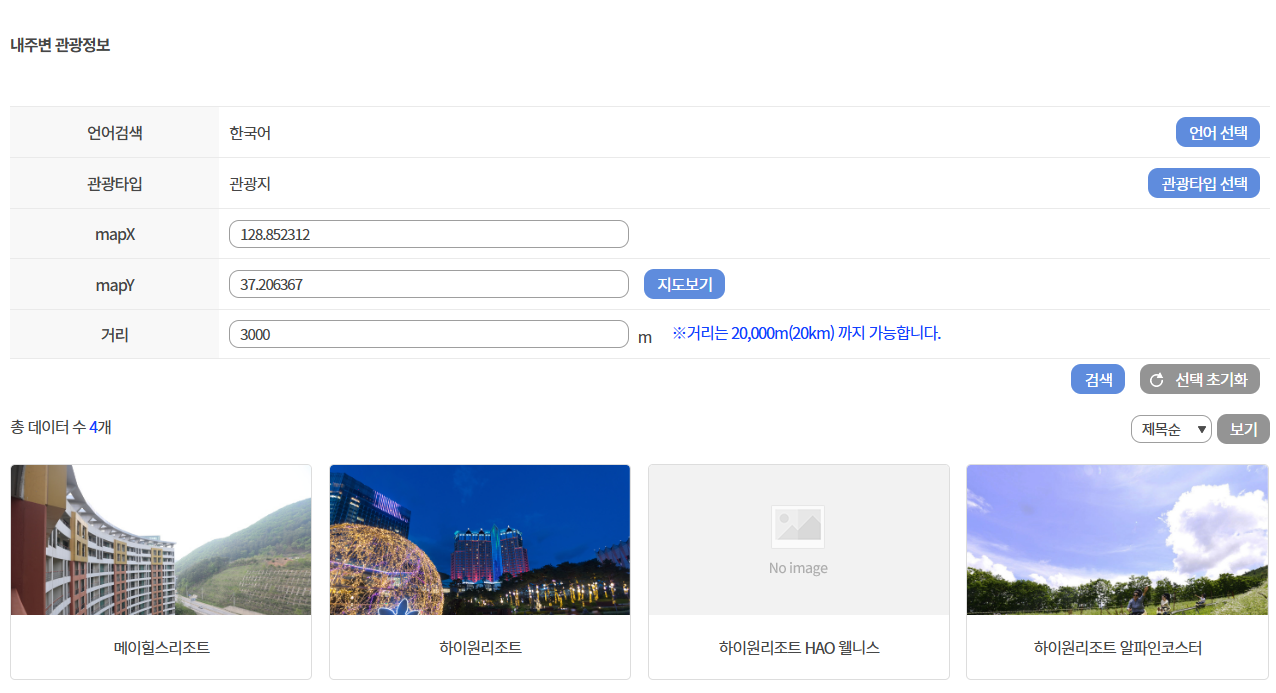 내주변 관광정보
언어검색 한국어 언어 선택
관광타입 관광지 관광타입 선택
mapX 128.852312
mapY 37.206367 지도보기
거리 3000 m ※거리는 20,000m(20km) 까지 가능합니다.
검색 선택 초기화
총 데이터 수 4개 제목순 ▼ 보기
No image
메이힐스리조트 하이원리조트 하이원리조트 HAO 웰니스 하이원리조트 알파인코스터